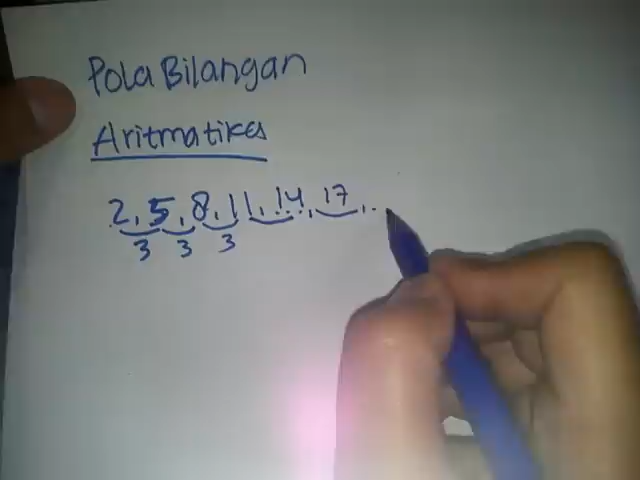 Pola Bilangan
Aritmatika
2, 5, 8, 11, 14, 17, ..
3 3 3